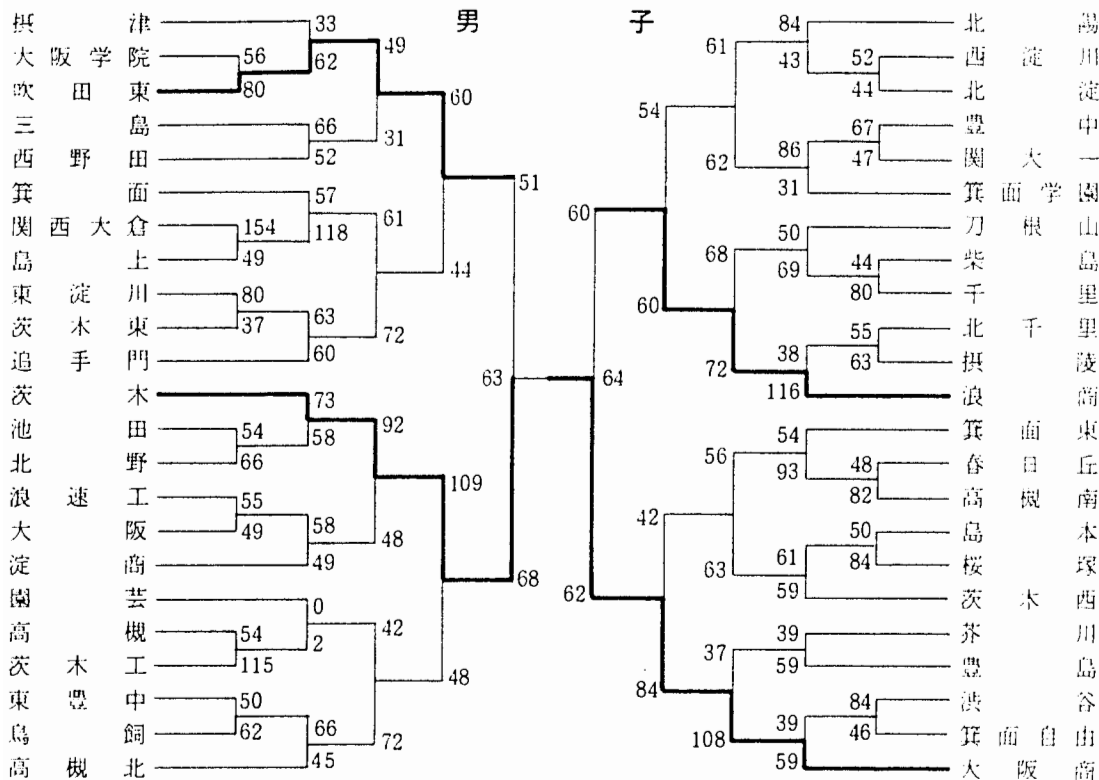 男 子
摂津 33 49
大阪学院 56 62
吹田東 80 60
三島 66 31
西野田 52 51
箕面 57 61
関西大倉 154 118
島上 49 44
東淀川 80 63
茨木東 37 72
追手門 60
63
茨木 73 92
池田 54 58
北野 66 109
浪速工 55 58
大阪 49 48
淀商 49 68
園芸 0 42
高槻 54 2
茨木工 115 48
東豊中 50 66
鳥飼 62 72
高槻北 45
61 84 北陽
43 52 西淀川
54 44 北淀
67 豊中
62 86 47 関大一
31 箕面学園
60 50 刀根山
68 69 44 柴島
80 千里
60 55 北千里
72 38 63 摂陵
64 116 浪商
54 箕面東
56 93 48 春日丘
82 高槻南
42 50 島本
63 61 84 桜塚
62 59 茨木西
39 芥川
37 59 豊島
84 84 渋谷
108 39 46 箕面自由
59 大阪商